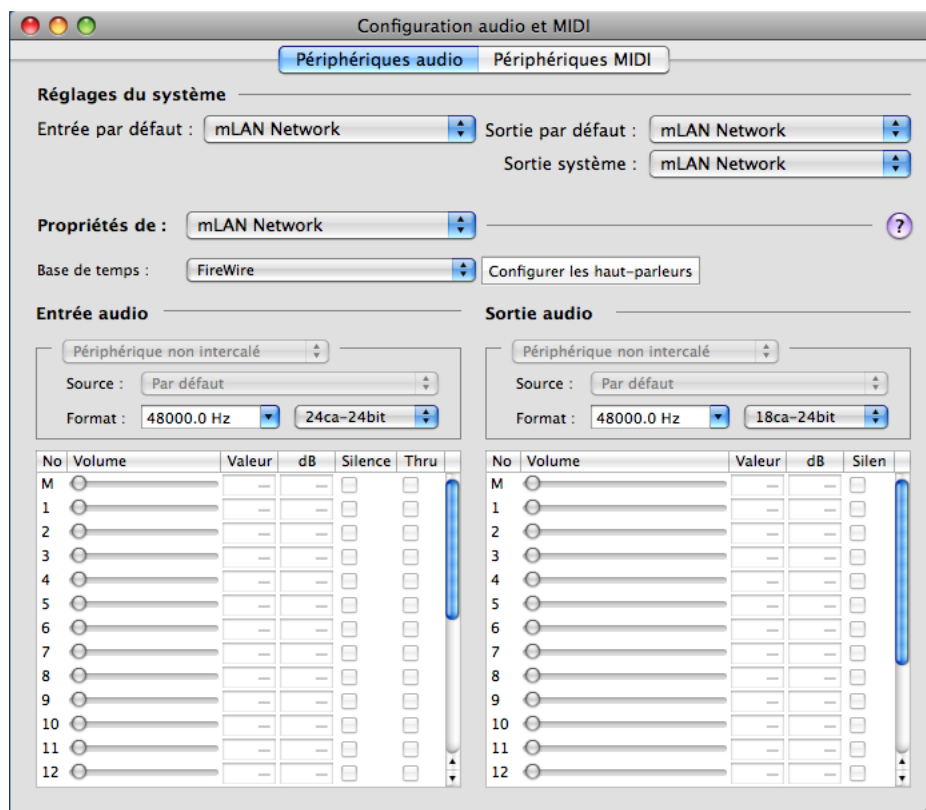 Configuration audio et MIDI
Périphériques audio Périphériques MIDI
Réglages du système
Entrée par défaut : mLAN Network Sortie par défaut : mLAN Network
Sortie système : mLAN Network
Propriétés de : mLAN Network ?
Base de temps : FireWire Configurer les haut-parleurs
Entrée audio Sortie audio
Périphérique non intercalé Périphérique non intercalé
Source : Par défaut Source : Par défaut
Format : 48000.0 Hz 24ca-24bit Format : 48000.0 Hz 18ca-24bit
No Volume Valeur dB Silence Thru No Volume Valeur dB Silen
M — — M — —
1 — — 1 — —
2 — — 2 — —
3 — — 3 — —
4 — — 4 — —
5 — — 5 — —
6 — — 6 — —
7 — — 7 — —
8 — — 8 — —
9 — — 9 — —
10 — — 10 — —
11 — — 11 — —
12 — — 12 — —